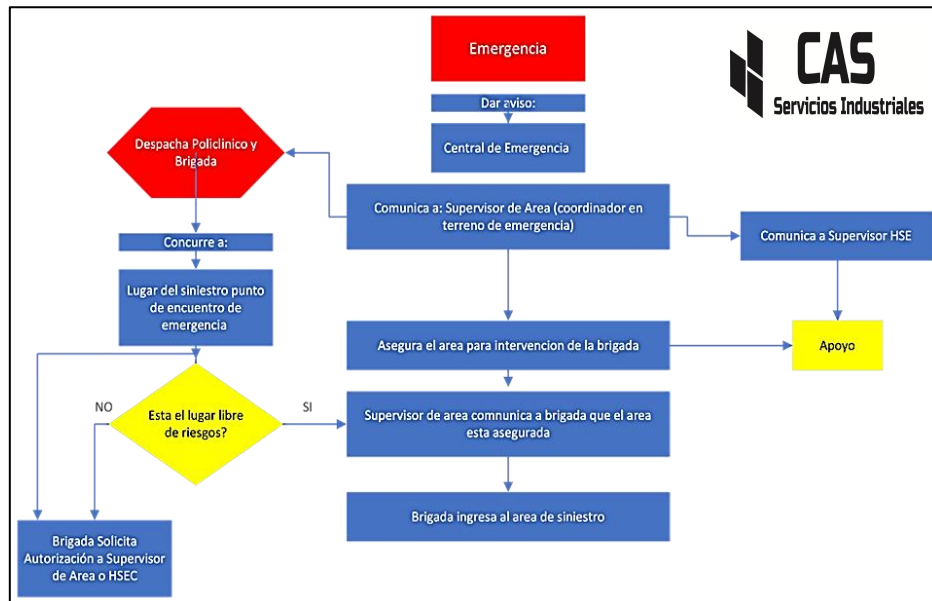 Emergencia
CAS
Servicios Industriales
Dar aviso:
Central de Emergencia
Despacha Policlinico y
Brigada
Comunica a: Supervisor de Area (coordinador en
terreno de emergencia)
Comunica a Supervisor HSE
Concurre a:
Lugar del siniestro punto
de encuentro de
emergencia
Asegura el area para intervencion de la brigada
Apoyo
NO
Esta el lugar libre
de riesgos?
SI
Supervisor de area comnunica a brigada que el area
esta asegurada
Brigada ingresa al area de siniestro
Brigada Solicita
Autorización a Supervisor
de Area o HSEC